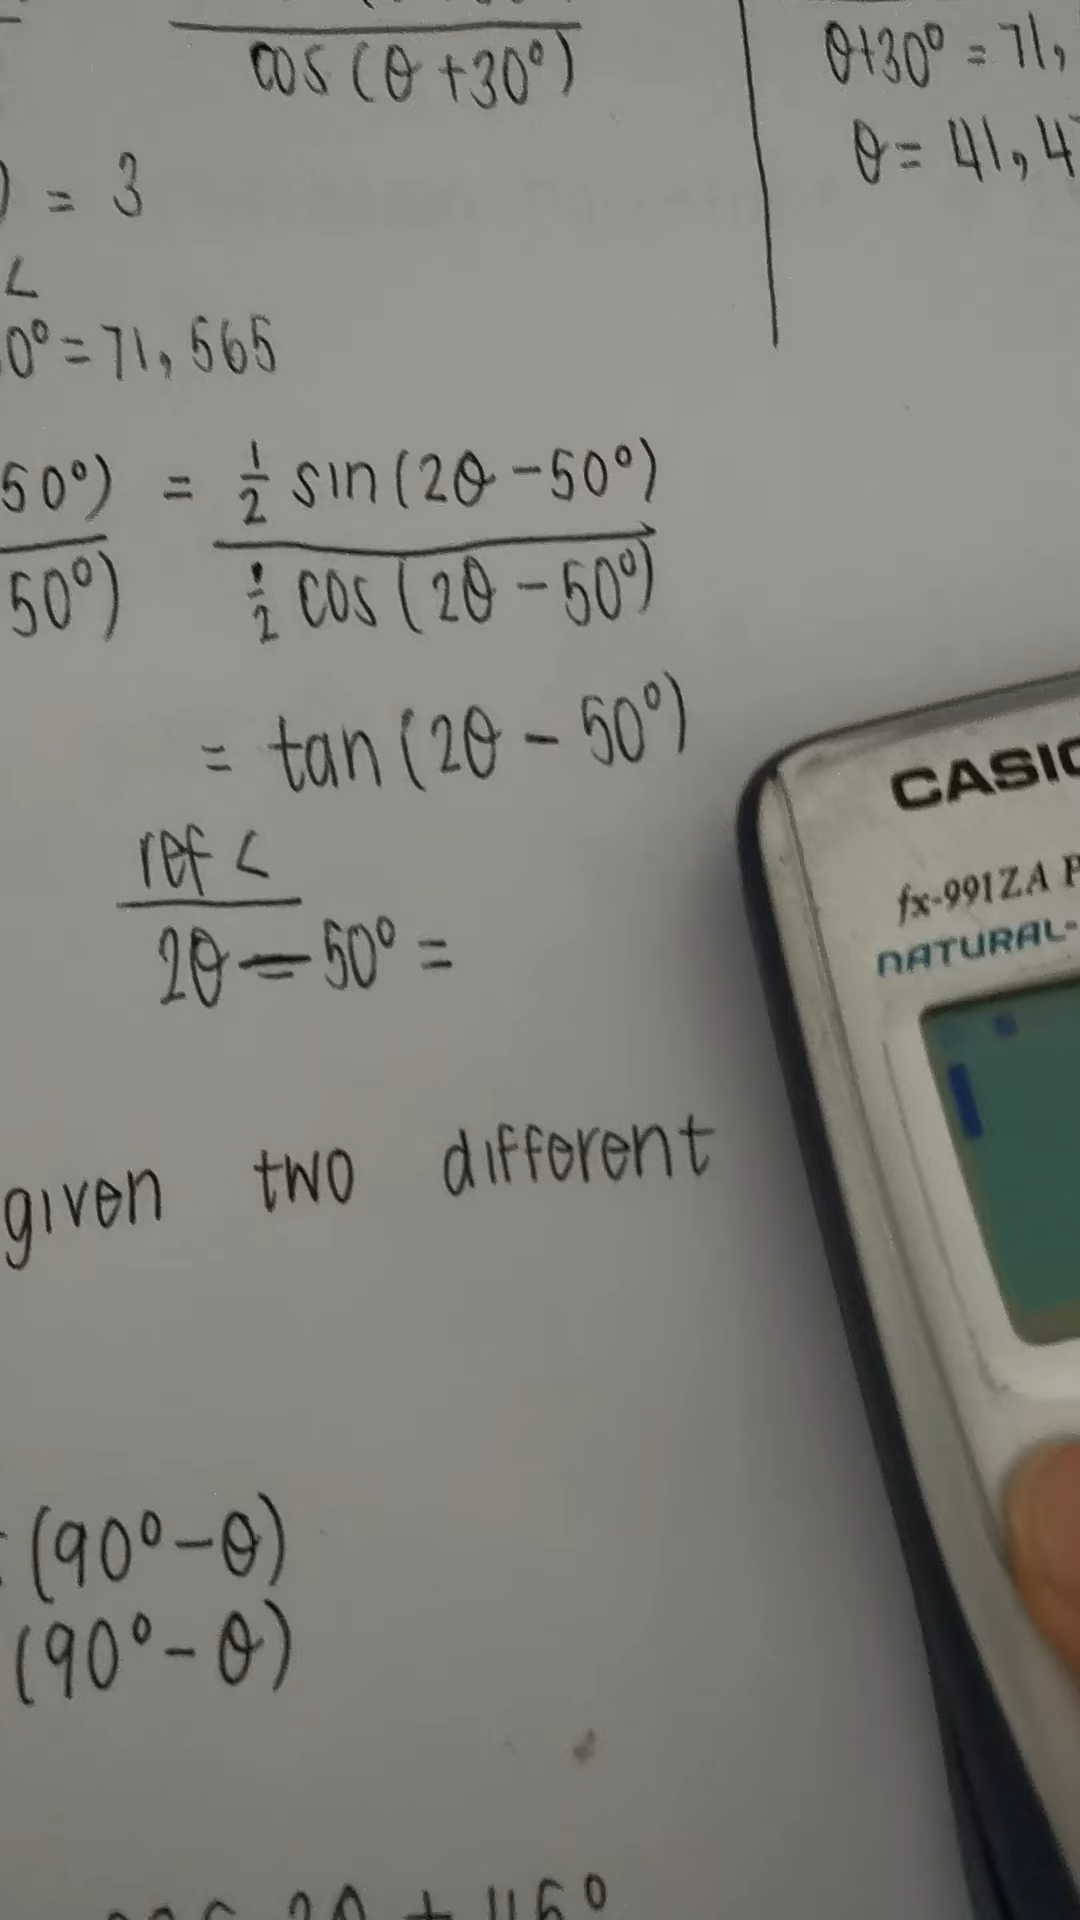 cos(θ+30°)
θ+30° = 71,
θ = 41,4
) = 3
<
0° = 71,565
50°) = 1/2 sin(2θ - 50°)
50°) 1/2 cos(2θ - 50°)
= tan(2θ - 50°)
ref <
2θ - 50° =
CASIO
fx-991ZA P
NATURAL-
given two different
(90° - θ)
(90° - θ)